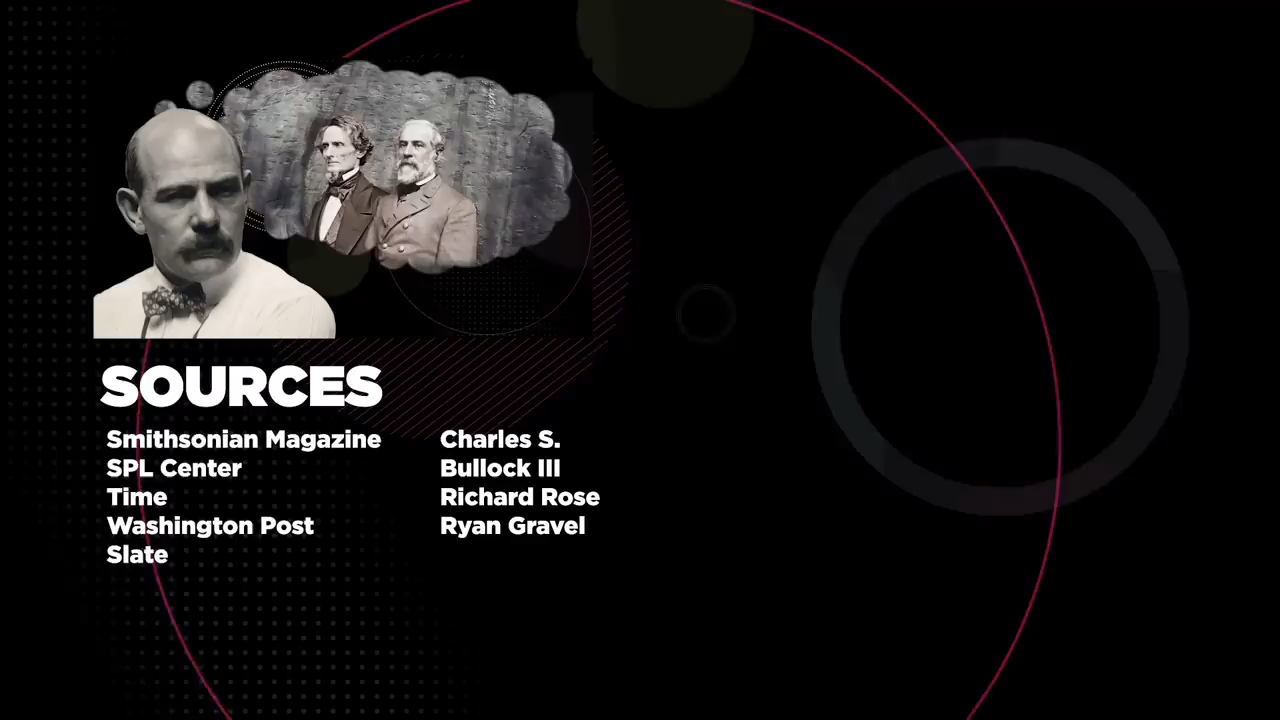 SOURCES
Smithsonian Magazine
SPL Center
Time
Washington Post
Slate
Charles S.
Bullock III
Richard Rose
Ryan Gravel